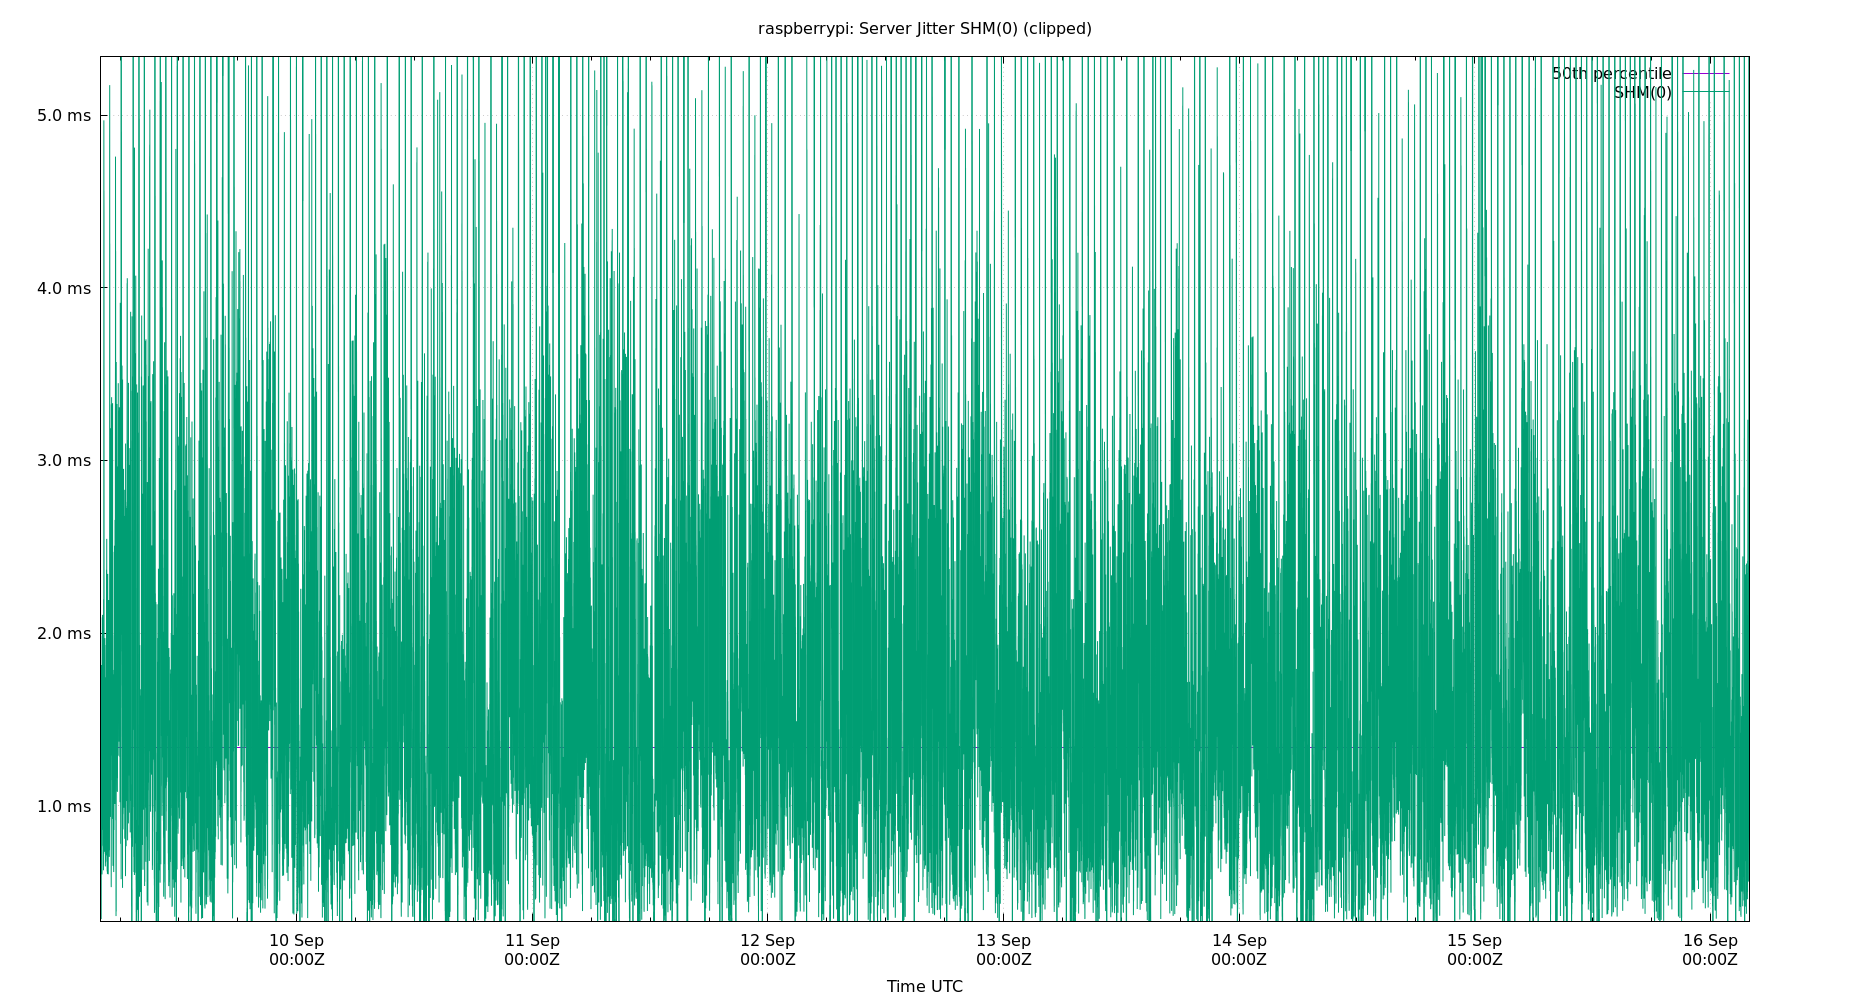 raspberrypi: Server Jitter SHM(0) (clipped)
50th percentile
SHM(0)
5.0 ms
4.0 ms
3.0 ms
2.0 ms
1.0 ms
10 Sep 11 Sep 12 Sep 13 Sep 14 Sep 15 Sep 16 Sep
00:00Z 00:00Z 00:00Z 00:00Z 00:00Z 00:00Z 00:00Z
Time UTC